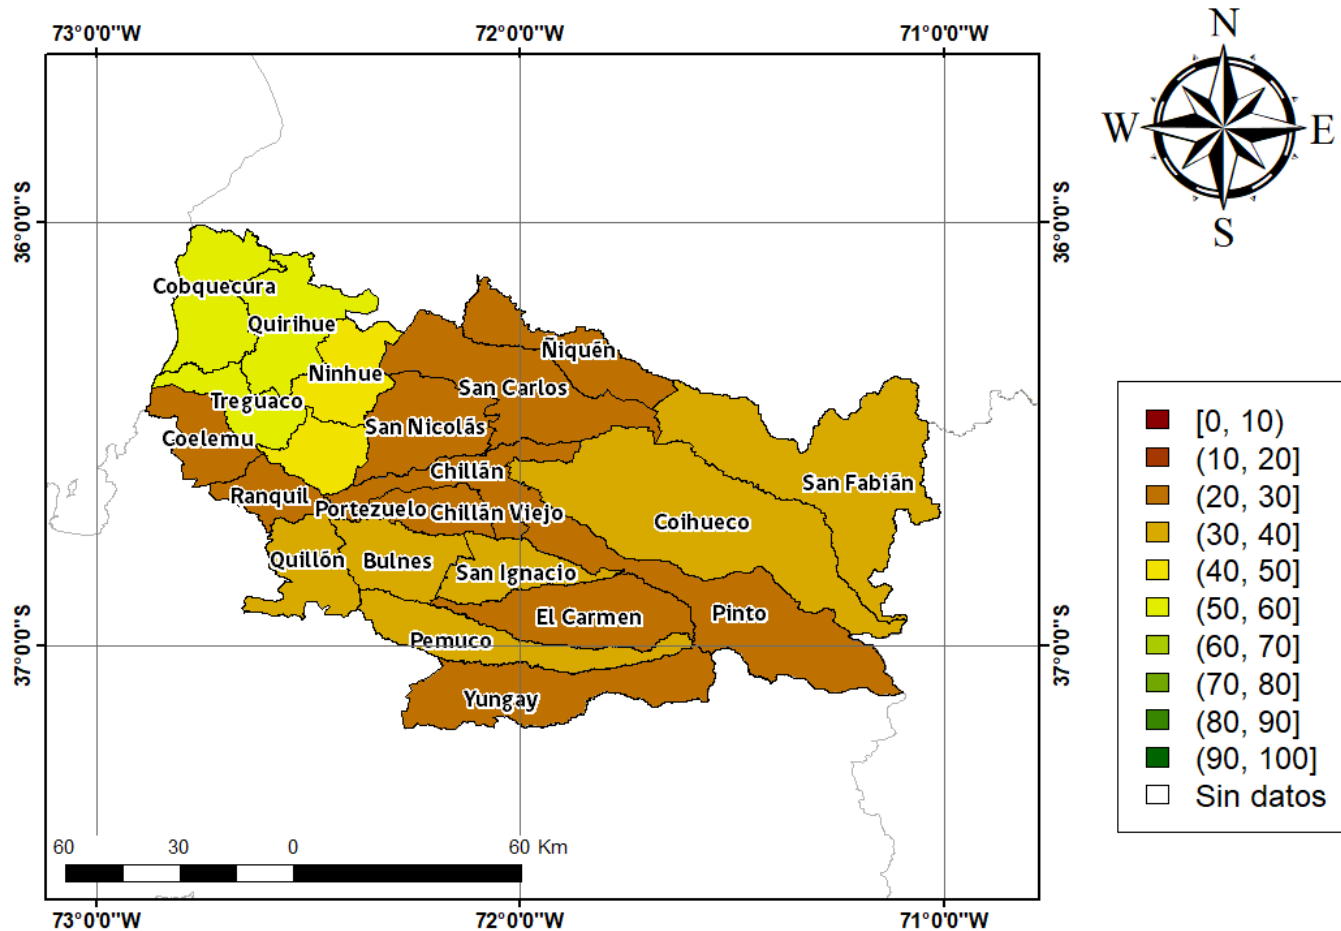 73°0'0"W
72°0'0"W
71°0'0"W
N
W
E
S
36°0'0"S
36°0'0"S
Cobquecura
Quirihue
Ñiquén
Ninhue
San Carlos
Treguaco
San Nicolás
Coelemu
Chillán
San Fabián
Ranquil
Portezuelo
Chillán Viejo
Coihueco
Quillón
Bulnes
San Ignacio
El Carmen
Pinto
Pemuco
37°0'0"S
37°0'0"S
Yungay
[0, 10)
(10, 20]
(20, 30]
(30, 40]
(40, 50]
(50, 60]
(60, 70]
(70, 80]
(80, 90]
(90, 100]
Sin datos
60 30 0 60 Km
73°0'0"W
72°0'0"W
71°0'0"W